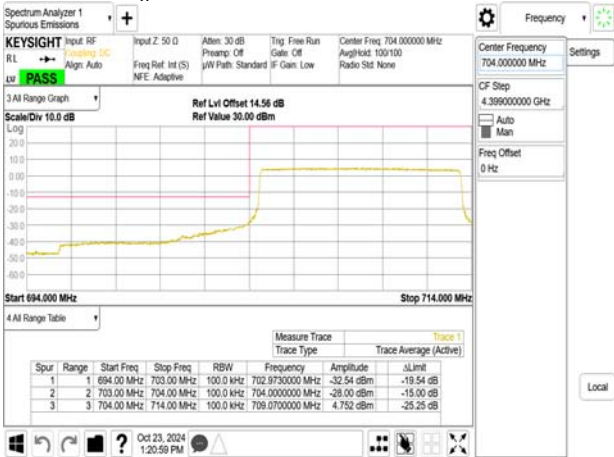 Spectrum Analyzer 1
Spurious Emissions
+
Frequency
KEYSIGHT Input: RF Input Z: 50 Ω Atten: 30 dB Trig: Free Run Center Freq: 704.000000 MHz
RL Coupling: DC Preamp: Off Gate: Off Avg|Hold: 100/100
Align: Auto Freq Ref: Int (S) µW Path: Standard IF Gain: Low Radio Std: None
LXI PASS NFE: Adaptive
Center Frequency
704.000000 MHz
Settings
CF Step
4.399000000 GHz
Auto
Man
Freq Offset
0 Hz
Local
3 All Range Graph
Ref Lvl Offset 14.56 dB
Scale/Div 10.0 dB Ref Value 30.00 dBm
Log
20.0
10.0
0.00
-10.0
-20.0
-30.0
-40.0
-50.0
-60.0
Start 694.000 MHz Stop 714.000 MHz
4 All Range Table
Measure Trace Trace 1
Trace Type Trace Average (Active)
Spur Range Start Freq Stop Freq RBW Frequency Amplitude ΔLimit
1 1 694.00 MHz 703.00 MHz 100.0 kHz 702.9730000 MHz -32.54 dBm -19.54 dB
2 2 703.00 MHz 704.00 MHz 100.0 kHz 704.0000000 MHz -28.00 dBm -15.00 dB
3 3 704.00 MHz 714.00 MHz 100.0 kHz 709.0700000 MHz 4.752 dBm -25.25 dB
? Oct 23, 2024
1:20:59 PM